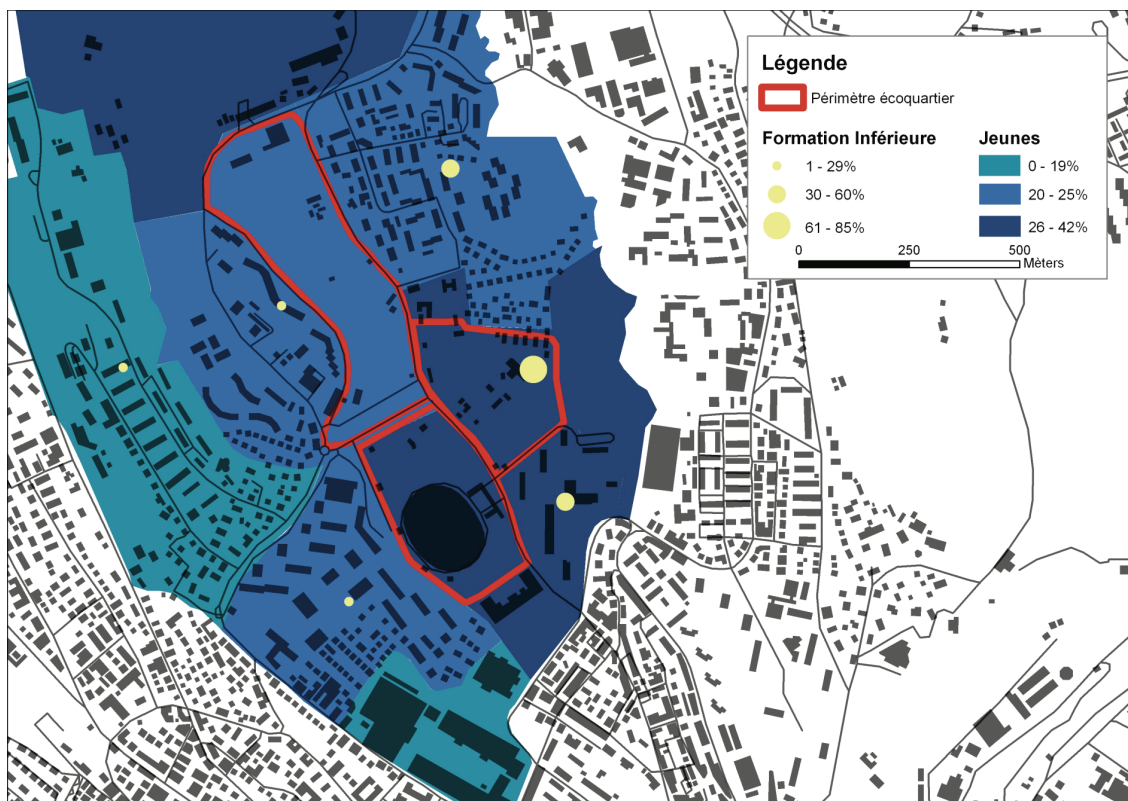 Légende
Périmètre écoquartier
Formation Inférieure
1 - 29%
30 - 60%
61 - 85%
Jeunes
0 - 19%
20 - 25%
26 - 42%
0 250 500
Mèters